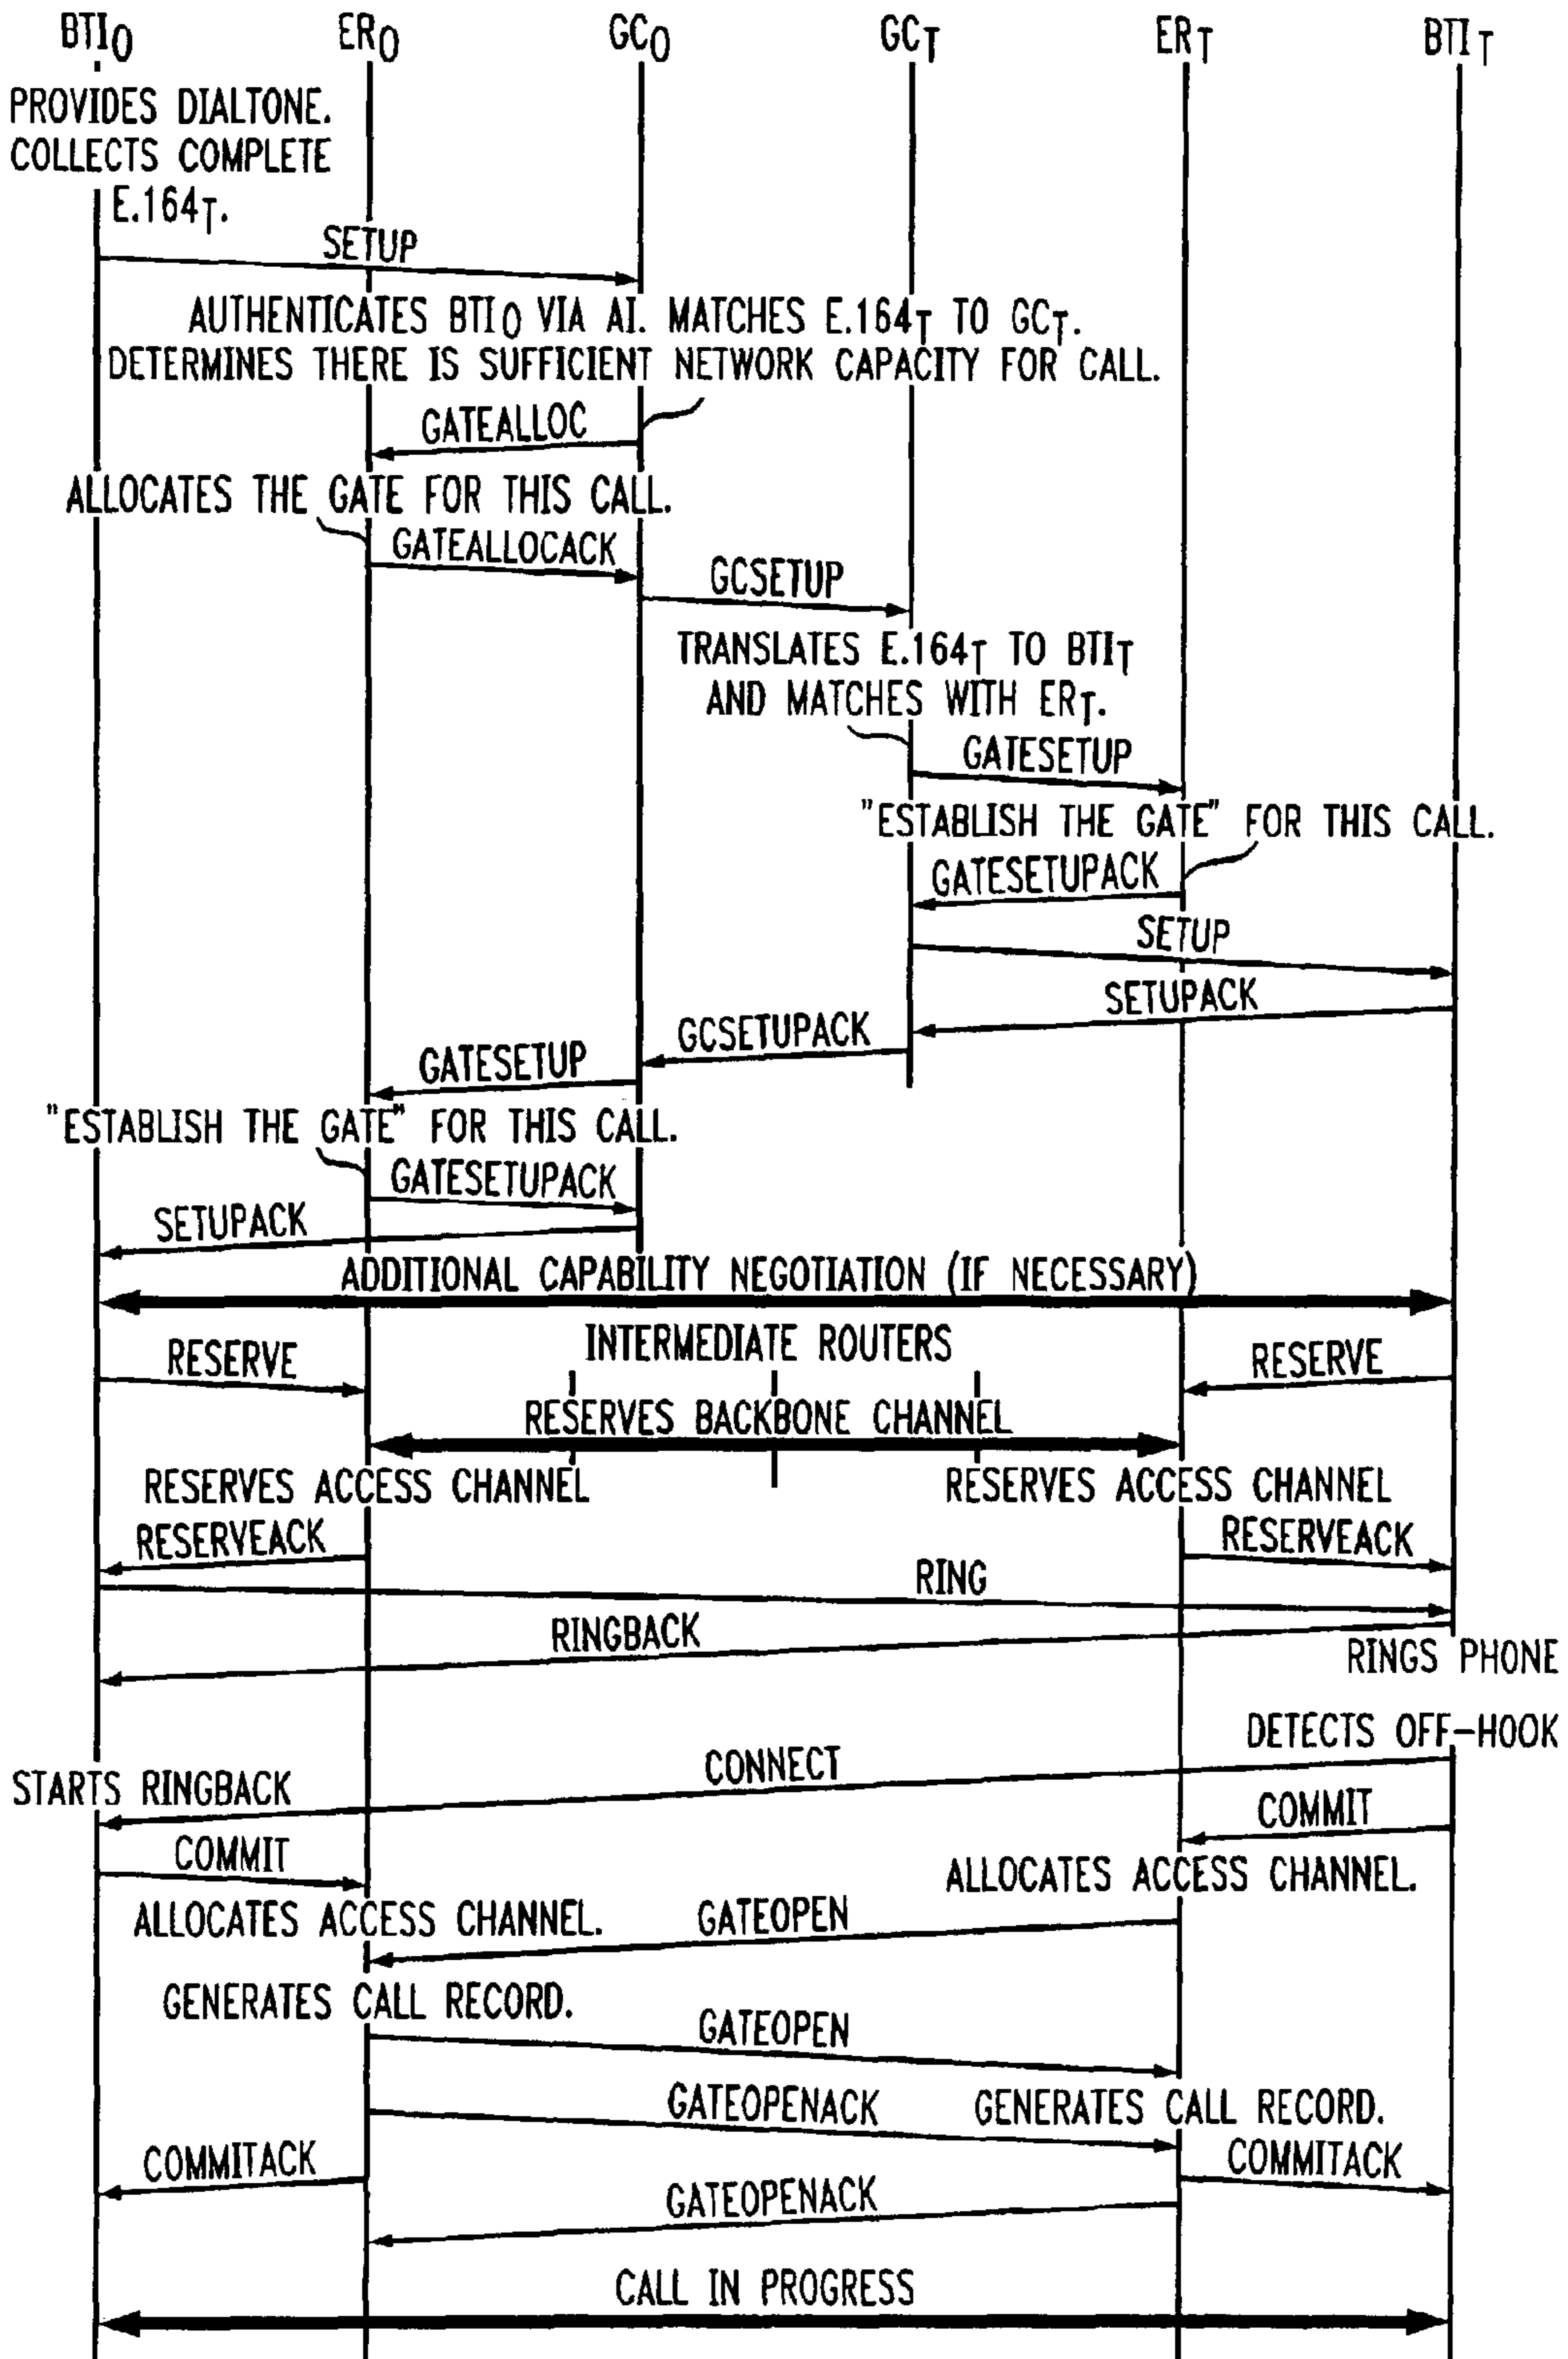 BTIO ERO GCO GCT ERT BTIT
PROVIDES DIALTONE.
COLLECTS COMPLETE
E.164T.
SETUP
AUTHENTICATES BTIO VIA AI. MATCHES E.164T TO GCT.
DETERMINES THERE IS SUFFICIENT NETWORK CAPACITY FOR CALL.
GATEALLOC
ALLOCATES THE GATE FOR THIS CALL.
GATEALLOCACK
GCSETUP
TRANSLATES E.164T TO BTIT
AND MATCHES WITH ERT.
GATESETUP
"ESTABLISH THE GATE" FOR THIS CALL.
GATESETUPACK
SETUP
SETUPACK
GCSETUPACK
GATESETUP
"ESTABLISH THE GATE" FOR THIS CALL.
GATESETUPACK
SETUPACK
ADDITIONAL CAPABILITY NEGOTIATION (IF NECESSARY)
INTERMEDIATE ROUTERS
RESERVE
RESERVE
RESERVES BACKBONE CHANNEL
RESERVES ACCESS CHANNEL
RESERVES ACCESS CHANNEL
RESERVEACK
RESERVEACK
RING
RINGBACK
RINGS PHONE
DETECTS OFF-HOOK
CONNECT
STARTS RINGBACK
COMMIT
COMMIT
ALLOCATES ACCESS CHANNEL.
ALLOCATES ACCESS CHANNEL.
GATEOPEN
GENERATES CALL RECORD.
GATEOPEN
GATEOPENACK
GENERATES CALL RECORD.
COMMITACK
COMMITACK
GATEOPENACK
CALL IN PROGRESS